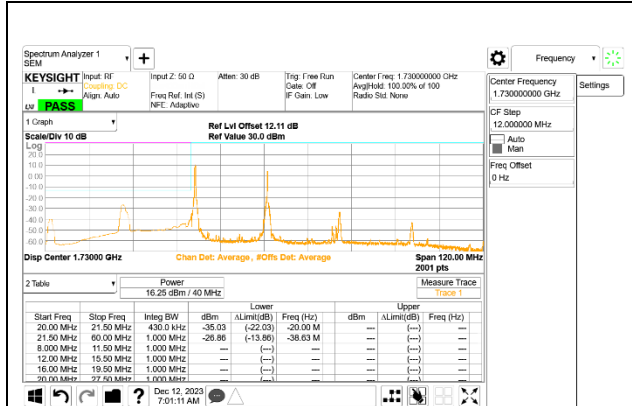 Spectrum Analyzer 1
SEM
Frequency
KEYSIGHT
Input: RF
Coupling: DC
Align: Auto
Input Z: 50 Ω
Freq Ref: Int (S)
NFE: Adaptive
Atten: 30 dB
Trig: Free Run
Gate: Off
IF Gain: Low
Center Freq: 1.730000000 GHz
Avg|Hold: 100.00% of 100
Radio Std: None
L
PASS
Center Frequency
1.730000000 GHz
Settings
CF Step
12.000000 MHz
Auto
Man
Freq Offset
0 Hz
1 Graph
Scale/Div 10 dB
Ref Lvl Offset 12.11 dB
Ref Value 30.0 dBm
Log
20.0
10.0
0.00
-10.0
-20.0
-30.0
-40.0
-50.0
-60.0
Disp Center 1.73000 GHz
Chan Det: Average , #Offs Det: Average
Span 120.00 MHz
2001 pts
2 Table
Power
16.25 dBm / 40 MHz
Measure Trace
Trace 1
Lower Upper
Start Freq Stop Freq Integ BW dBm ΔLimit(dB) Freq (Hz) dBm ΔLimit(dB) Freq (Hz)
20.00 MHz 21.50 MHz 430.0 kHz -35.03 (-22.03) -20.00 M --- (---) ---
21.50 MHz 60.00 MHz 1.000 MHz -26.86 (-13.86) -38.63 M --- (---) ---
8.000 MHz 11.50 MHz 1.000 MHz --- (---) --- --- (---) ---
12.00 MHz 15.50 MHz 1.000 MHz --- (---) --- --- (---) ---
16.00 MHz 19.50 MHz 1.000 MHz --- (---) --- --- (---) ---
20.00 MHz 27.50 MHz 1.000 MHz --- (---) --- --- (---) ---
Dec 12, 2023
7:01:11 AM